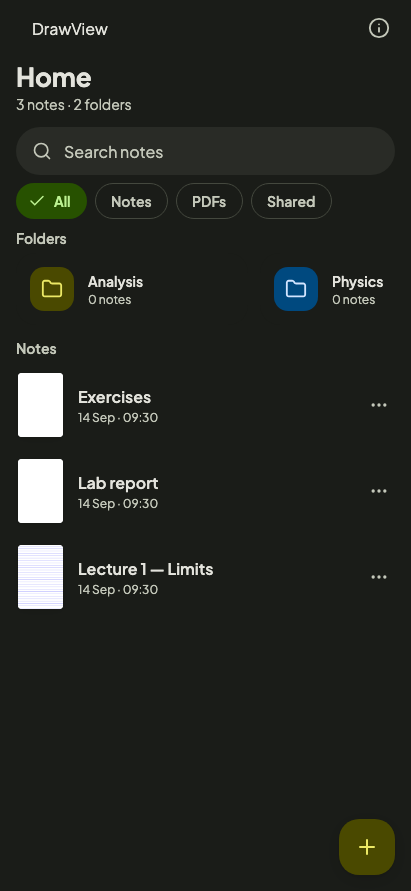 DrawView
Home
3 notes · 2 folders
Search notes
All
Notes
PDFs
Shared
Folders
Analysis
0 notes
Physics
0 notes
Notes
Exercises
14 Sep · 09:30
Lab report
14 Sep · 09:30
Lecture 1 — Limits
14 Sep · 09:30